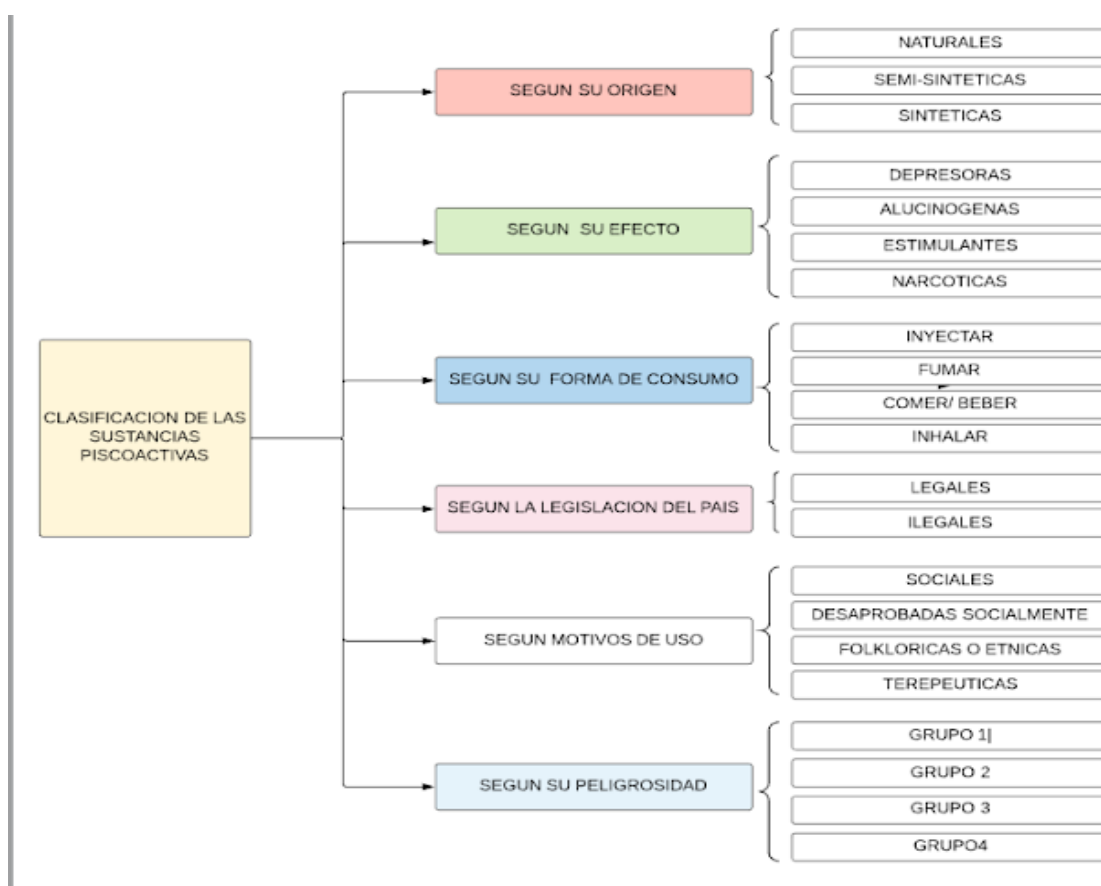 SEGUN SU ORIGEN
NATURALES
SEMI-SINTETICAS
SINTETICAS
SEGUN SU EFECTO
DEPRESORAS
ALUCINOGENAS
ESTIMULANTES
NARCOTICAS
CLASIFICACION DE LAS
SUSTANCIAS
PISCOACTIVAS
SEGUN SU FORMA DE CONSUMO
INYECTAR
FUMAR
COMER/ BEBER
INHALAR
SEGUN LA LEGISLACION DEL PAIS
LEGALES
ILEGALES
SEGUN MOTIVOS DE USO
SOCIALES
DESAPROBADAS SOCIALMENTE
FOLKLORICAS O ETNICAS
TEREPEUTICAS
SEGUN SU PELIGROSIDAD
GRUPO 1|
GRUPO 2
GRUPO 3
GRUPO4